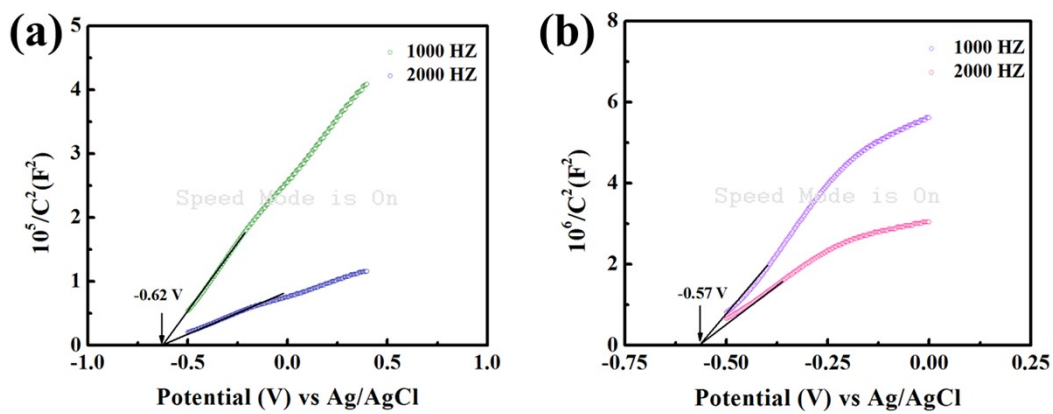 (a)
1000 HZ
2000 HZ
10⁵/C²(F²)
5
4
3
2
1
0
-0.62 V
-1.0 -0.5 0.0 0.5 1.0
Potential (V) vs Ag/AgCl
Speed Mode is On
(b)
1000 HZ
2000 HZ
10⁶/C²(F²)
8
6
4
2
0
-0.57 V
-0.75 -0.50 -0.25 0.00 0.25
Potential (V) vs Ag/AgCl
Speed Mode is On